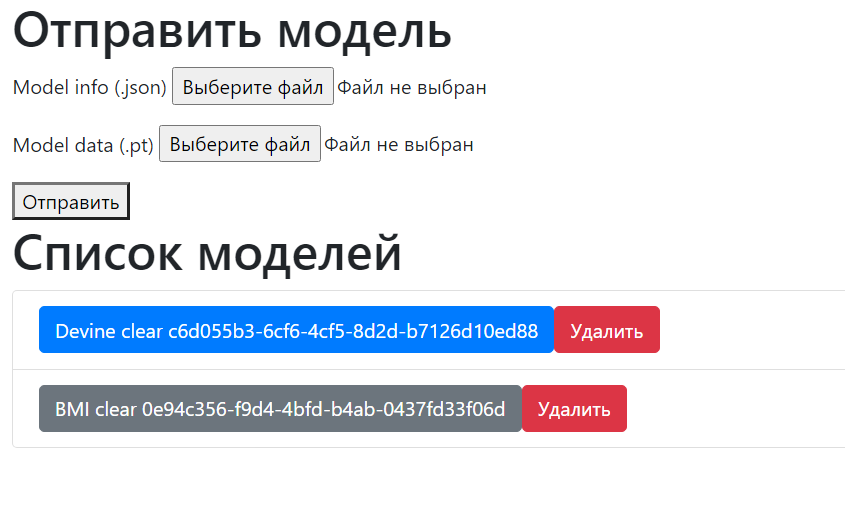 Отправить модель
Model info (.json) Выберите файл Файл не выбран
Model data (.pt) Выберите файл Файл не выбран
Отправить
Список моделей
Devine clear c6d055b3-6cf6-4cf5-8d2d-b7126d10ed88 Удалить
BMI clear 0e94c356-f9d4-4bfd-b4ab-0437fd33f06d Удалить